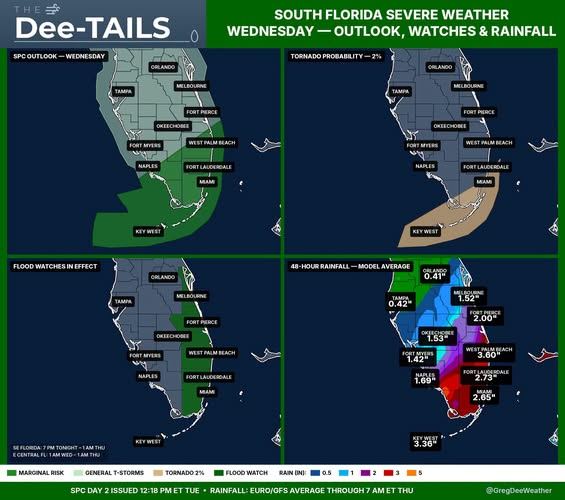 THE
Dee-TAILS
SOUTH FLORIDA SEVERE WEATHER
WEDNESDAY — OUTLOOK, WATCHES & RAINFALL
SPC OUTLOOK — WEDNESDAY
ORLANDO
MELBOURNE
TAMPA
FORT PIERCE
OKEECHOBEE
WEST PALM BEACH
FORT MYERS
NAPLES
FORT LAUDERDALE
MIAMI
KEY WEST
TORNADO PROBABILITY — 2%
ORLANDO
MELBOURNE
TAMPA
FORT PIERCE
OKEECHOBEE
WEST PALM BEACH
FORT MYERS
NAPLES
FORT LAUDERDALE
MIAMI
KEY WEST
FLOOD WATCHES IN EFFECT
ORLANDO
MELBOURNE
TAMPA
FORT PIERCE
OKEECHOBEE
WEST PALM BEACH
FORT MYERS
NAPLES
FORT LAUDERDALE
MIAMI
KEY WEST
SE FLORIDA: 7 PM TONIGHT – 1 AM THU
E CENTRAL FL: 1 AM WED – 1 AM THU
48-HOUR RAINFALL — MODEL AVERAGE
ORLANDO
0.41"
MELBOURNE
1.52"
TAMPA
0.42"
FORT PIERCE
2.00"
OKEECHOBEE
1.53"
WEST PALM BEACH
3.60"
FORT MYERS
1.42"
FORT LAUDERDALE
2.73"
NAPLES
1.69"
MIAMI
2.65"
KEY WEST
3.36"
MARGINAL RISK GENERAL T-STORMS TORNADO 2% FLOOD WATCH RAIN (IN): 0.5 1 2 3 5
SPC DAY 2 ISSUED 12:18 PM ET TUE • RAINFALL: EURO/GFS AVERAGE THROUGH 7 AM ET THU
@GregDeeWeather